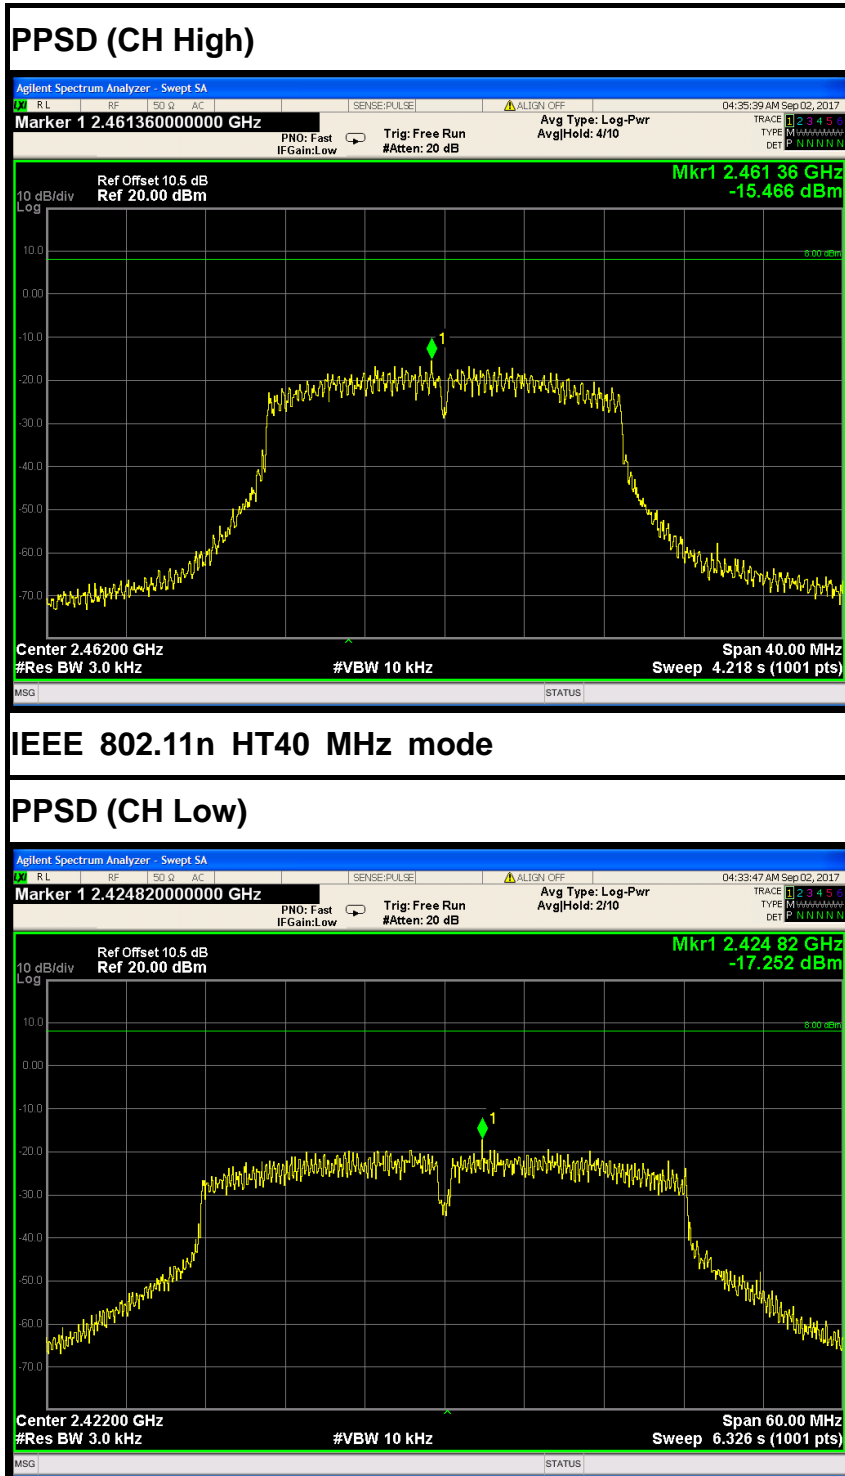 PPSD (CH High)
Agilent Spectrum Analyzer - Swept SA
LXI RL RF 50 Ω AC SENSE:PULSE ALIGN OFF 04:35:39 AM Sep 02, 2017
Marker 1 2.461360000000 GHz Avg Type: Log-Pwr TRACE 1 2 3 4 5 6
PNO: Fast Trig: Free Run Avg|Hold: 4/10 TYPE M WWWWW
IFGain:Low #Atten: 20 dB DET P N N N N N
Mkr1 2.461 36 GHz
Ref Offset 10.5 dB
10 dB/div Ref 20.00 dBm -15.466 dBm
Log
10.0
8.00 dBm
0.00
1
-10.0
-20.0
-30.0
-40.0
-50.0
-60.0
-70.0
Center 2.46200 GHz Span 40.00 MHz
#Res BW 3.0 kHz #VBW 10 kHz Sweep 4.218 s (1001 pts)
MSG STATUS
IEEE 802.11n HT40 MHz mode
PPSD (CH Low)
Agilent Spectrum Analyzer - Swept SA
LXI RL RF 50 Ω AC SENSE:PULSE ALIGN OFF 04:33:47 AM Sep 02, 2017
Marker 1 2.424820000000 GHz Avg Type: Log-Pwr TRACE 1 2 3 4 5 6
PNO: Fast Trig: Free Run Avg|Hold: 2/10 TYPE M WWWWW
IFGain:Low #Atten: 20 dB DET P N N N N N
Mkr1 2.424 82 GHz
Ref Offset 10.5 dB
10 dB/div Ref 20.00 dBm -17.252 dBm
Log
10.0
8.00 dBm
0.00
-10.0
1
-20.0
-30.0
-40.0
-50.0
-60.0
-70.0
Center 2.42200 GHz Span 60.00 MHz
#Res BW 3.0 kHz #VBW 10 kHz Sweep 6.326 s (1001 pts)
MSG STATUS